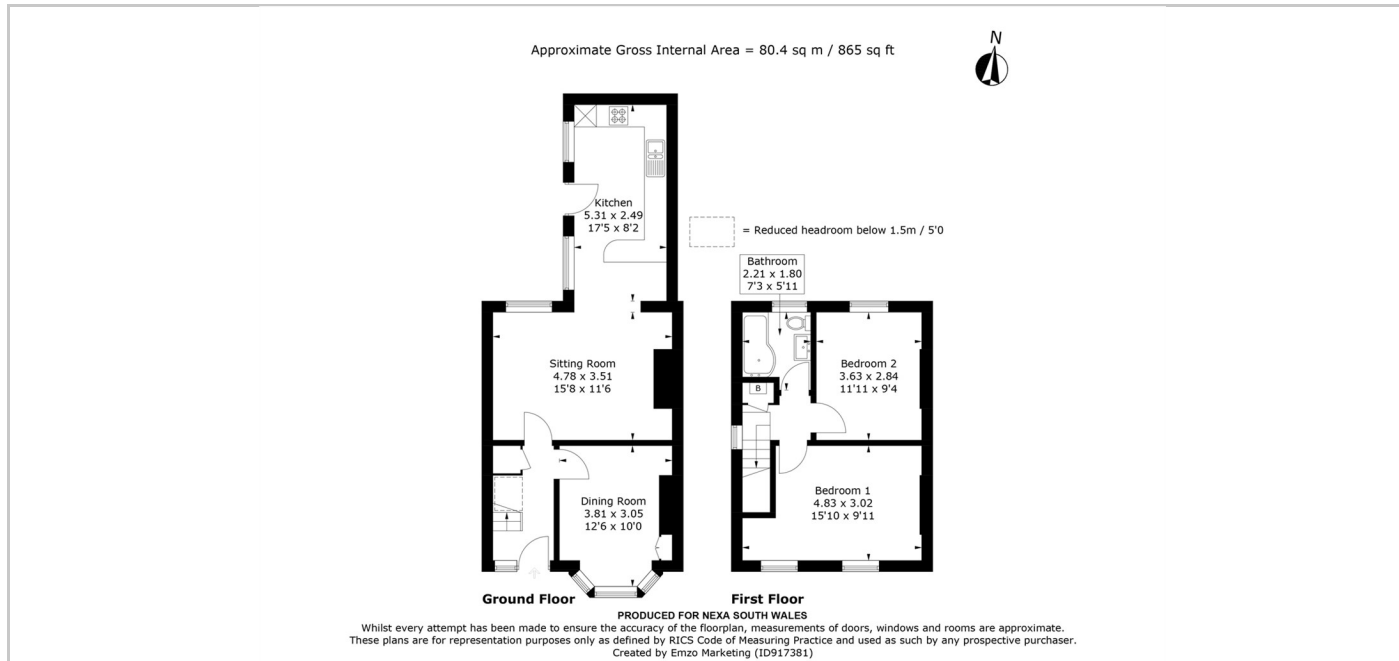 Approximate Gross Internal Area = 80.4 sq m / 865 sq ft
N
Kitchen
5.31 x 2.49
17'5 x 8'2
= Reduced headroom below 1.5m / 5'0
Bathroom
2.21 x 1.80
7'3 x 5'11
Sitting Room
4.78 x 3.51
15'8 x 11'6
Bedroom 2
3.63 x 2.84
11'11 x 9'4
B
Dining Room
3.81 x 3.05
12'6 x 10'0
Bedroom 1
4.83 x 3.02
15'10 x 9'11
Ground Floor
First Floor
PRODUCED FOR NEXA SOUTH WALES
Whilst every attempt has been made to ensure the accuracy of the floorplan, measurements of doors, windows and rooms are approximate.
These plans are for representation purposes only as defined by RICS Code of Measuring Practice and used as such by any prospective purchaser.
Created by Emzo Marketing (ID917381)